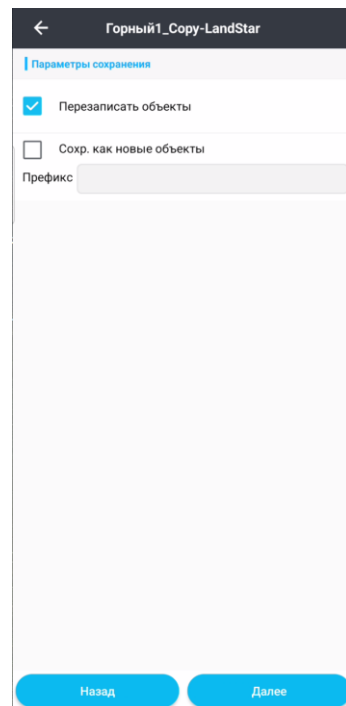 Горный1_Copy-LandStar
Параметры сохранения
Перезаписать объекты
Сохр. как новые объекты
Префикс
Назад Далее